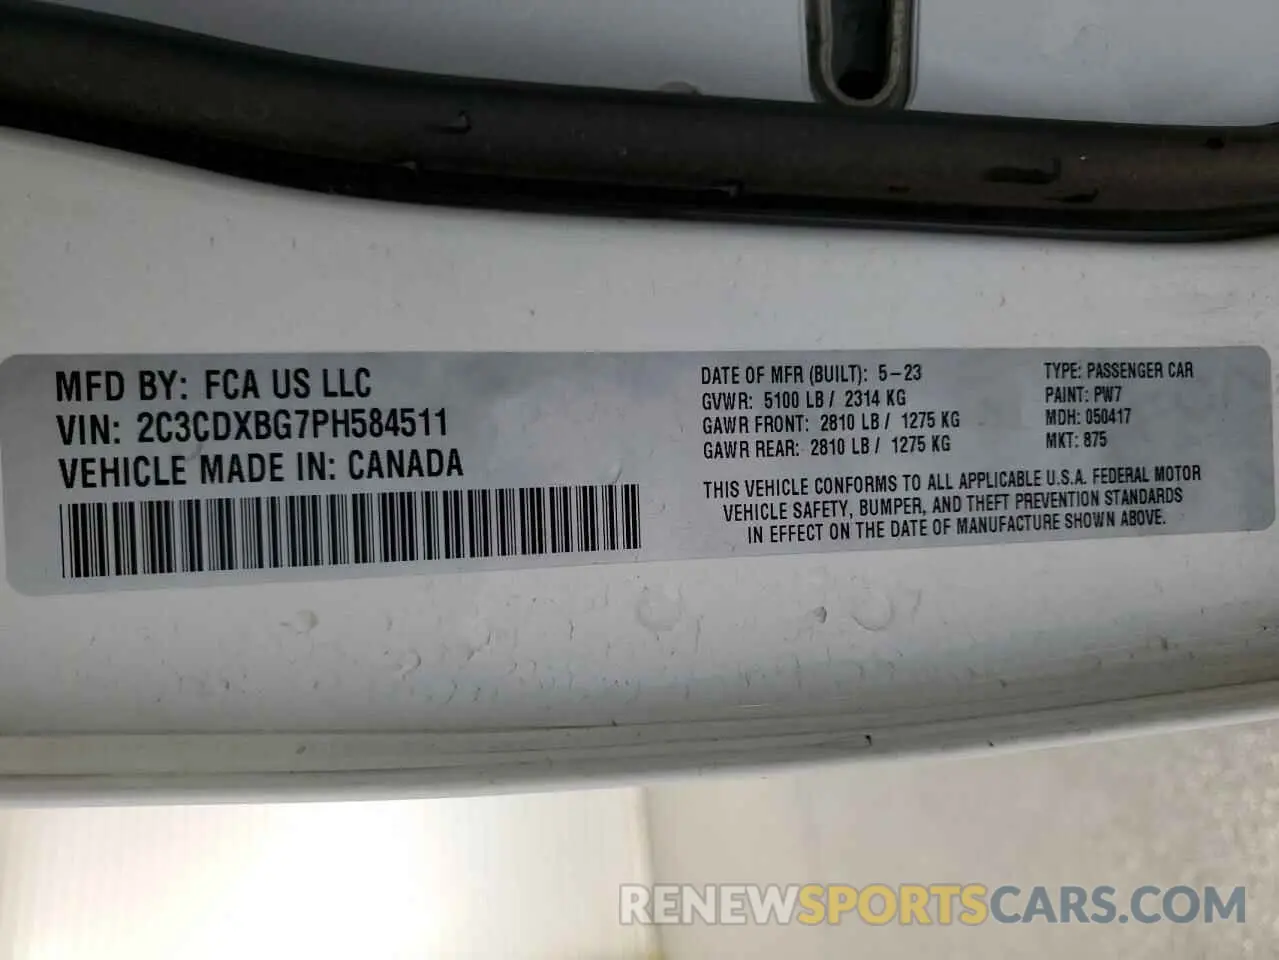 MFD BY: FCA US LLC
VIN: 2C3CDXBG7PH584511
VEHICLE MADE IN: CANADA
DATE OF MFR (BUILT): 5-23
GVWR: 5100 LB / 2314 KG
GAWR FRONT: 2810 LB / 1275 KG
GAWR REAR: 2810 LB / 1275 KG
TYPE: PASSENGER CAR
PAINT: PW7
MDH: 050417
MKT: 875
THIS VEHICLE CONFORMS TO ALL APPLICABLE U.S.A. FEDERAL MOTOR
VEHICLE SAFETY, BUMPER, AND THEFT PREVENTION STANDARDS
IN EFFECT ON THE DATE OF MANUFACTURE SHOWN ABOVE.
RENEWSPORTSCARS.COM